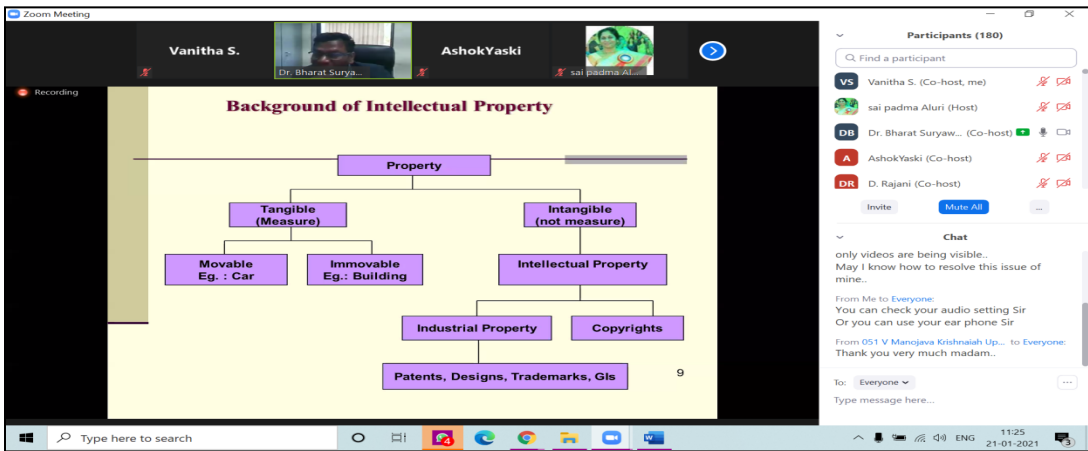 Zoom Meeting
Vanitha S.
Dr. Bharat Surya...
AshokYaski
sai padma Al...
Recording
Background of Intellectual Property
Property
Tangible
(Measure)
Intangible
(not measure)
Movable
Eg. : Car
Immovable
Eg.: Building
Intellectual Property
Industrial Property
Copyrights
Patents, Designs, Trademarks, GIs
9
Participants (180)
Find a participant
VS Vanitha S. (Co-host, me)
sai padma Aluri (Host)
DB Dr. Bharat Suryaw... (Co-host)
A AshokYaski (Co-host)
DR D. Rajani (Co-host)
Invite
Mute All
...
Chat
only videos are being visible..
May I know how to resolve this issue of
mine..
From Me to Everyone:
You can check your audio setting Sir
Or you can use your ear phone Sir
From 051 V Manojava Krishnaiah Up... to Everyone:
Thank you very much madam..
To: Everyone
Type message here...
Type here to search
4
ENG
11:25
21-01-2021
3